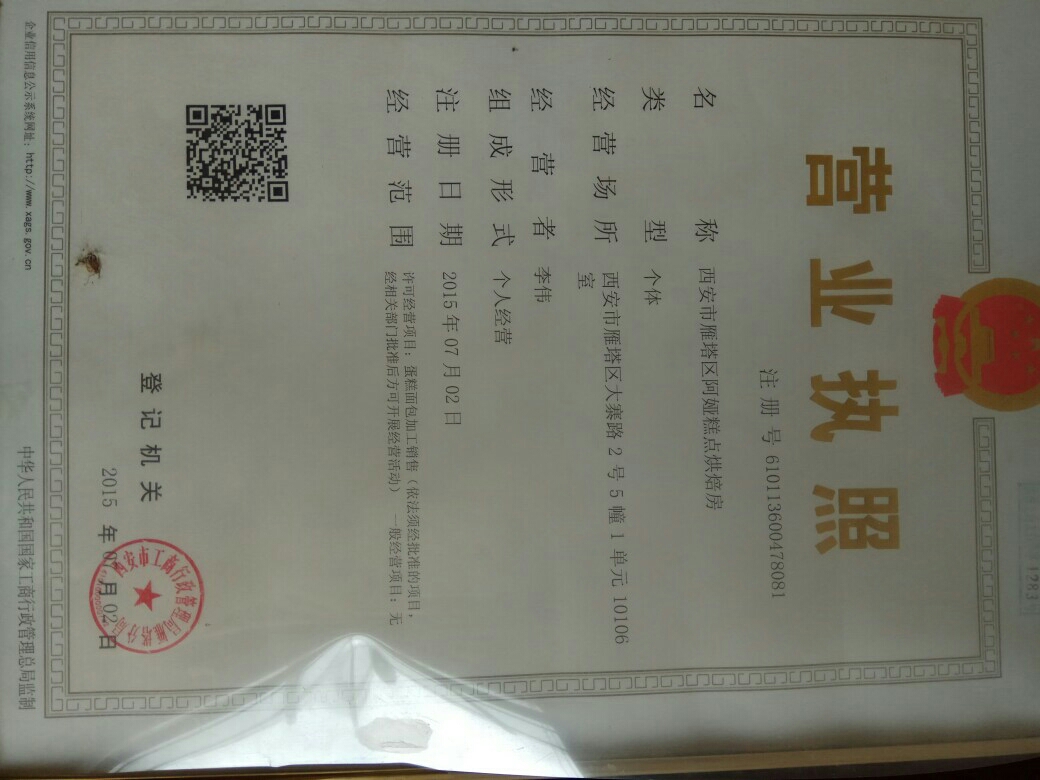 营业执照
注册号 610113600478081
名称 西安市雁塔区阿娅糕点烘焙房
类型 个体
经营场所 西安市雁塔区大寨路2号5幢1单元10106
室
经营者 李伟
组成形式 个人经营
注册日期 2015年07月02日
经营范围 许可经营项目：蛋糕面包加工销售（依法须经批准的项目，
经相关部门批准后方可开展经营活动） 一般经营项目：无
登记机关
2015年07月02日
西安市工商行政管理局雁塔分局
企业信用信息公示系统网址：http://www.xags.gov.cn
中华人民共和国国家工商行政管理总局监制